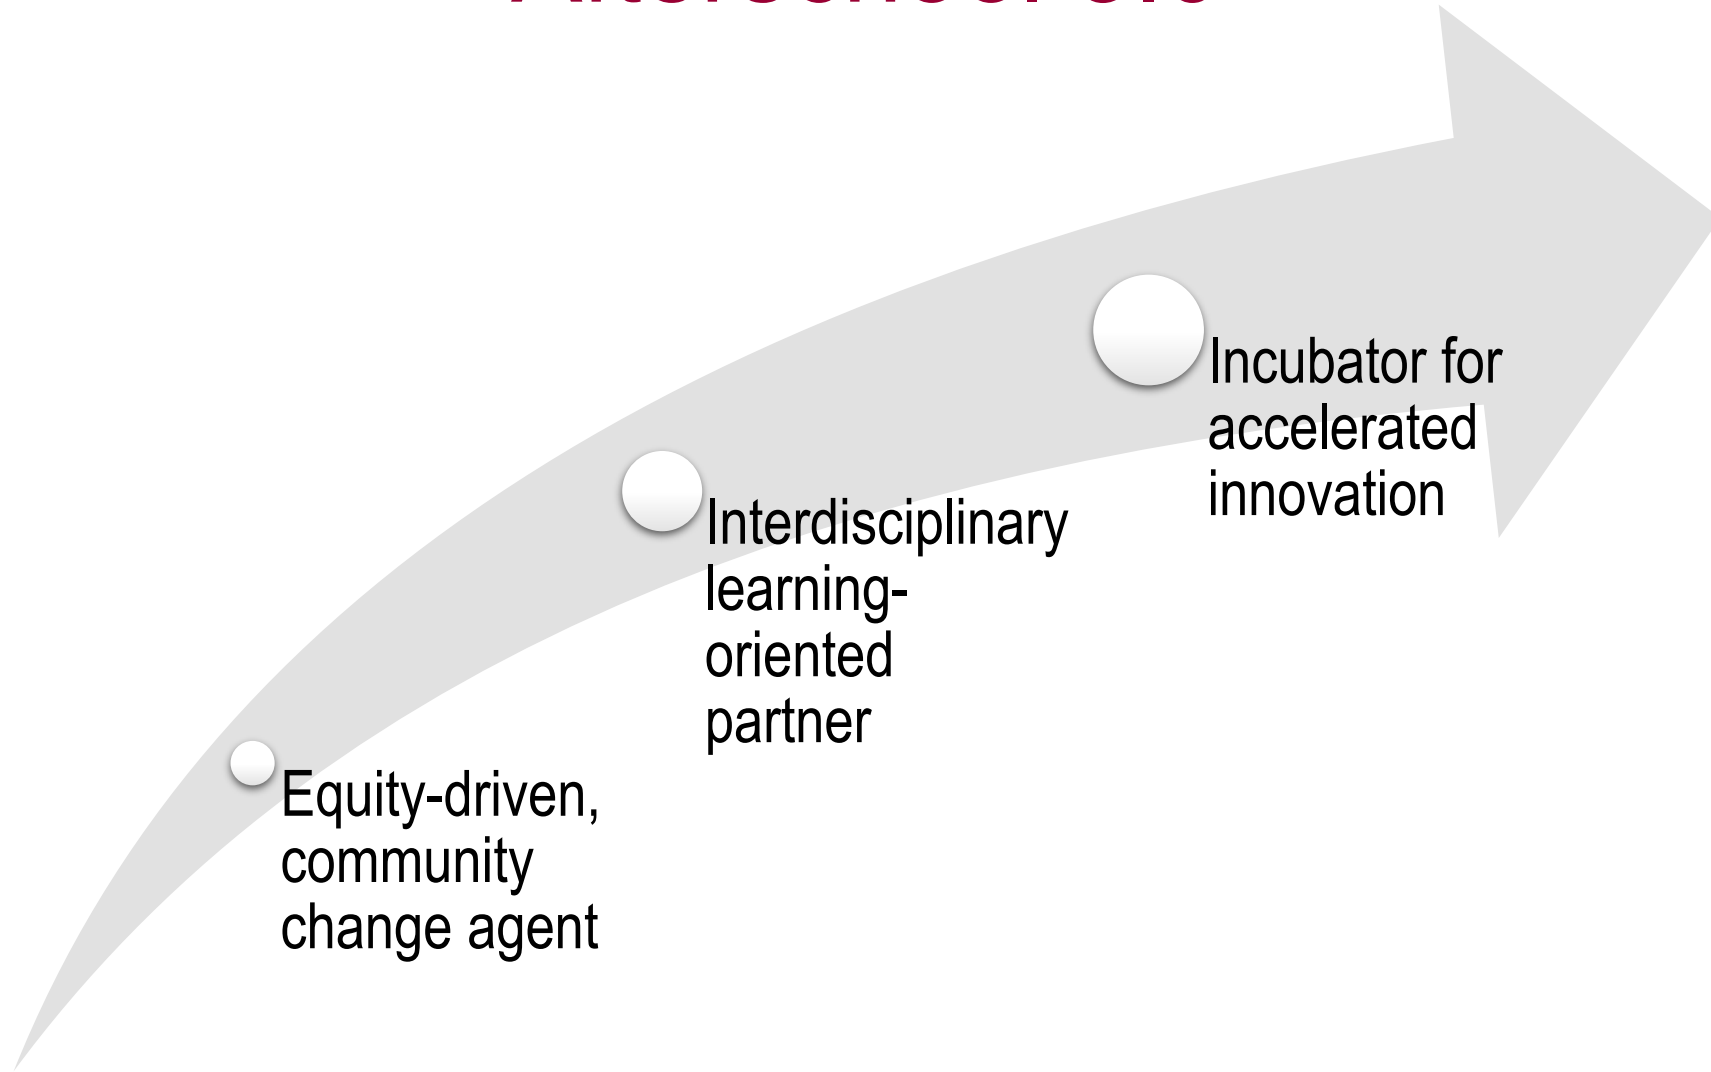 Equity-driven,
community
change agent
Interdisciplinary
learning-
oriented
partner
Incubator for
accelerated
innovation